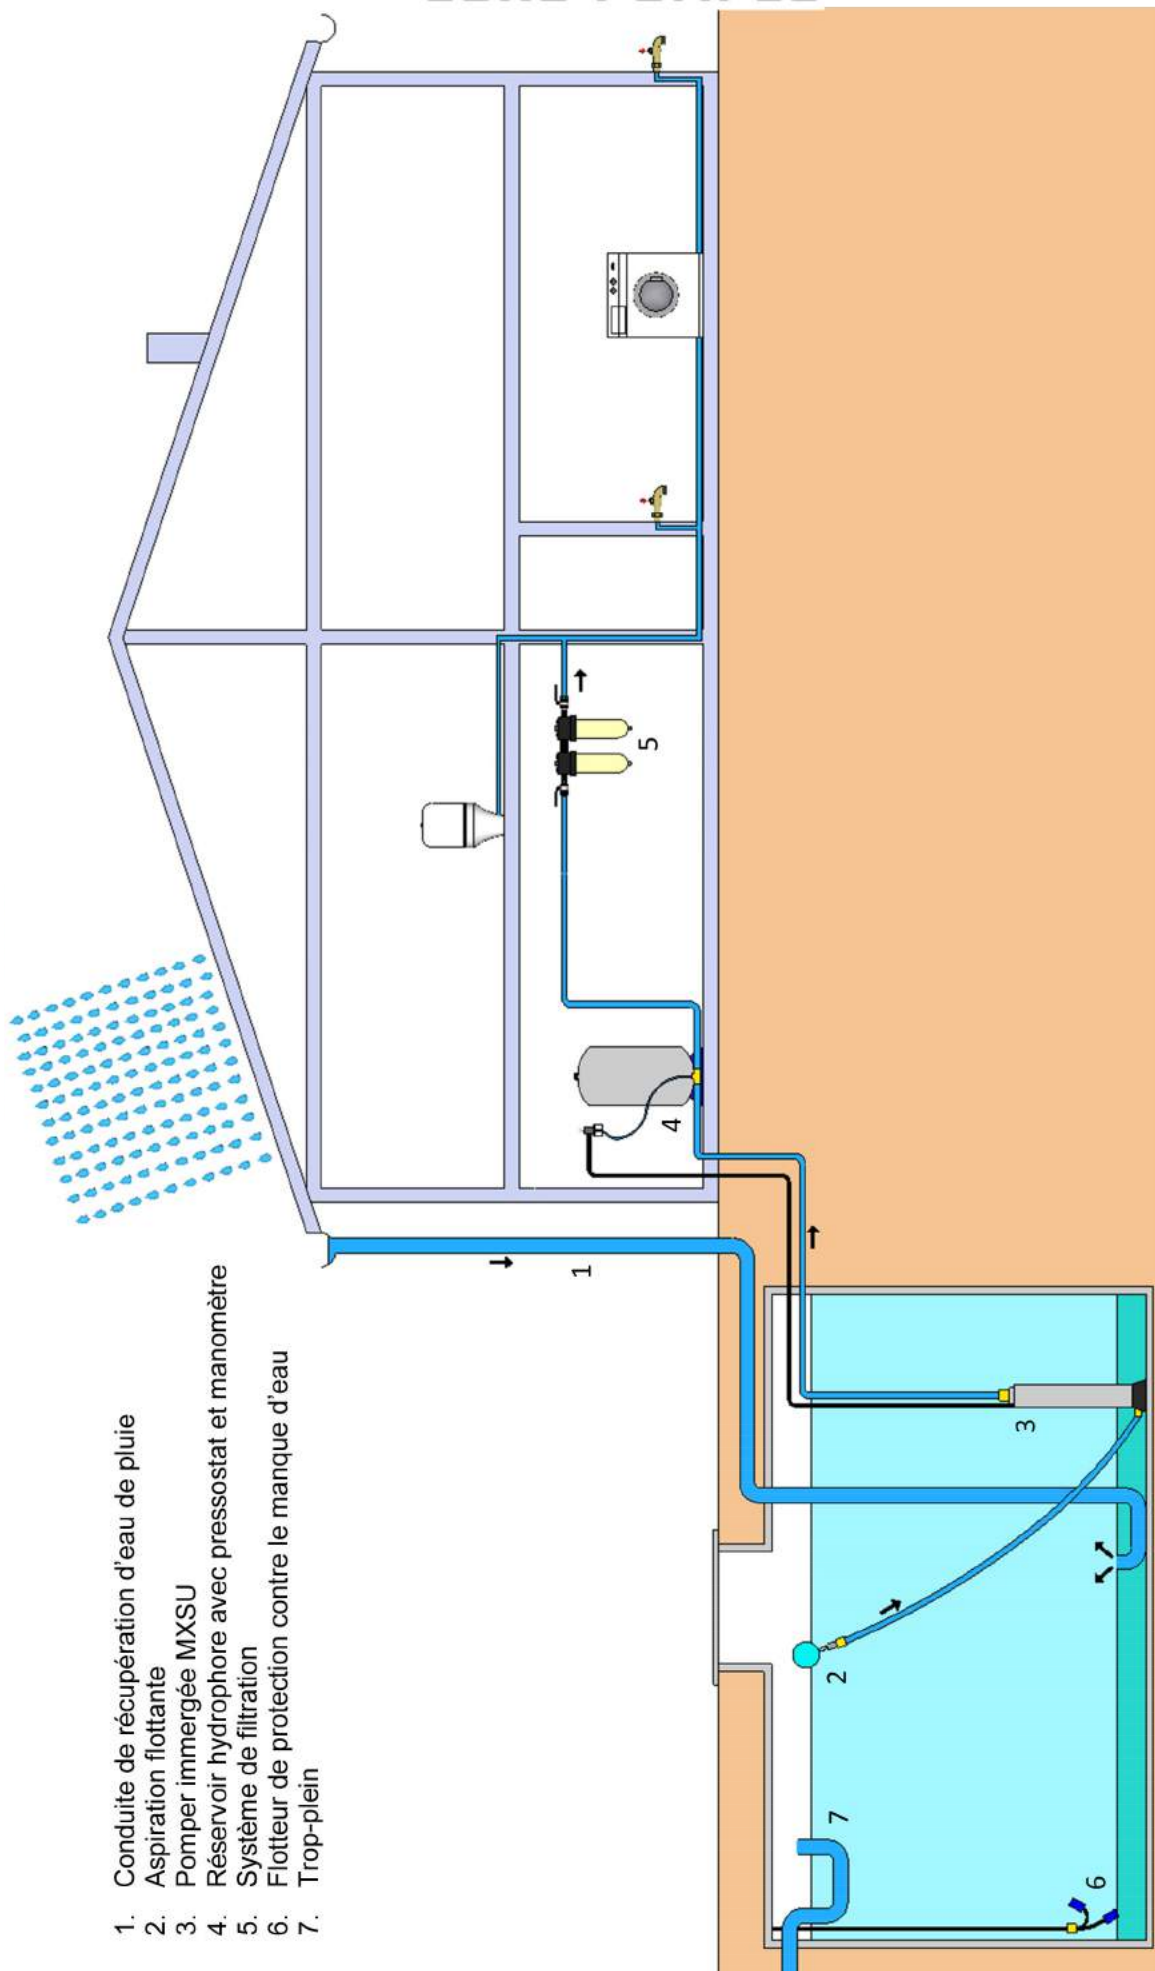 1. Conduite de récupération d'eau de pluie
2. Aspiration flottante
3. Pomper immergée MXSU
4. Réservoir hydrophore avec pressostat et manomètre
5. Système de filtration
6. Flotteur de protection contre le manque d'eau
7. Trop-plein
1
2
3
4
5
6
7